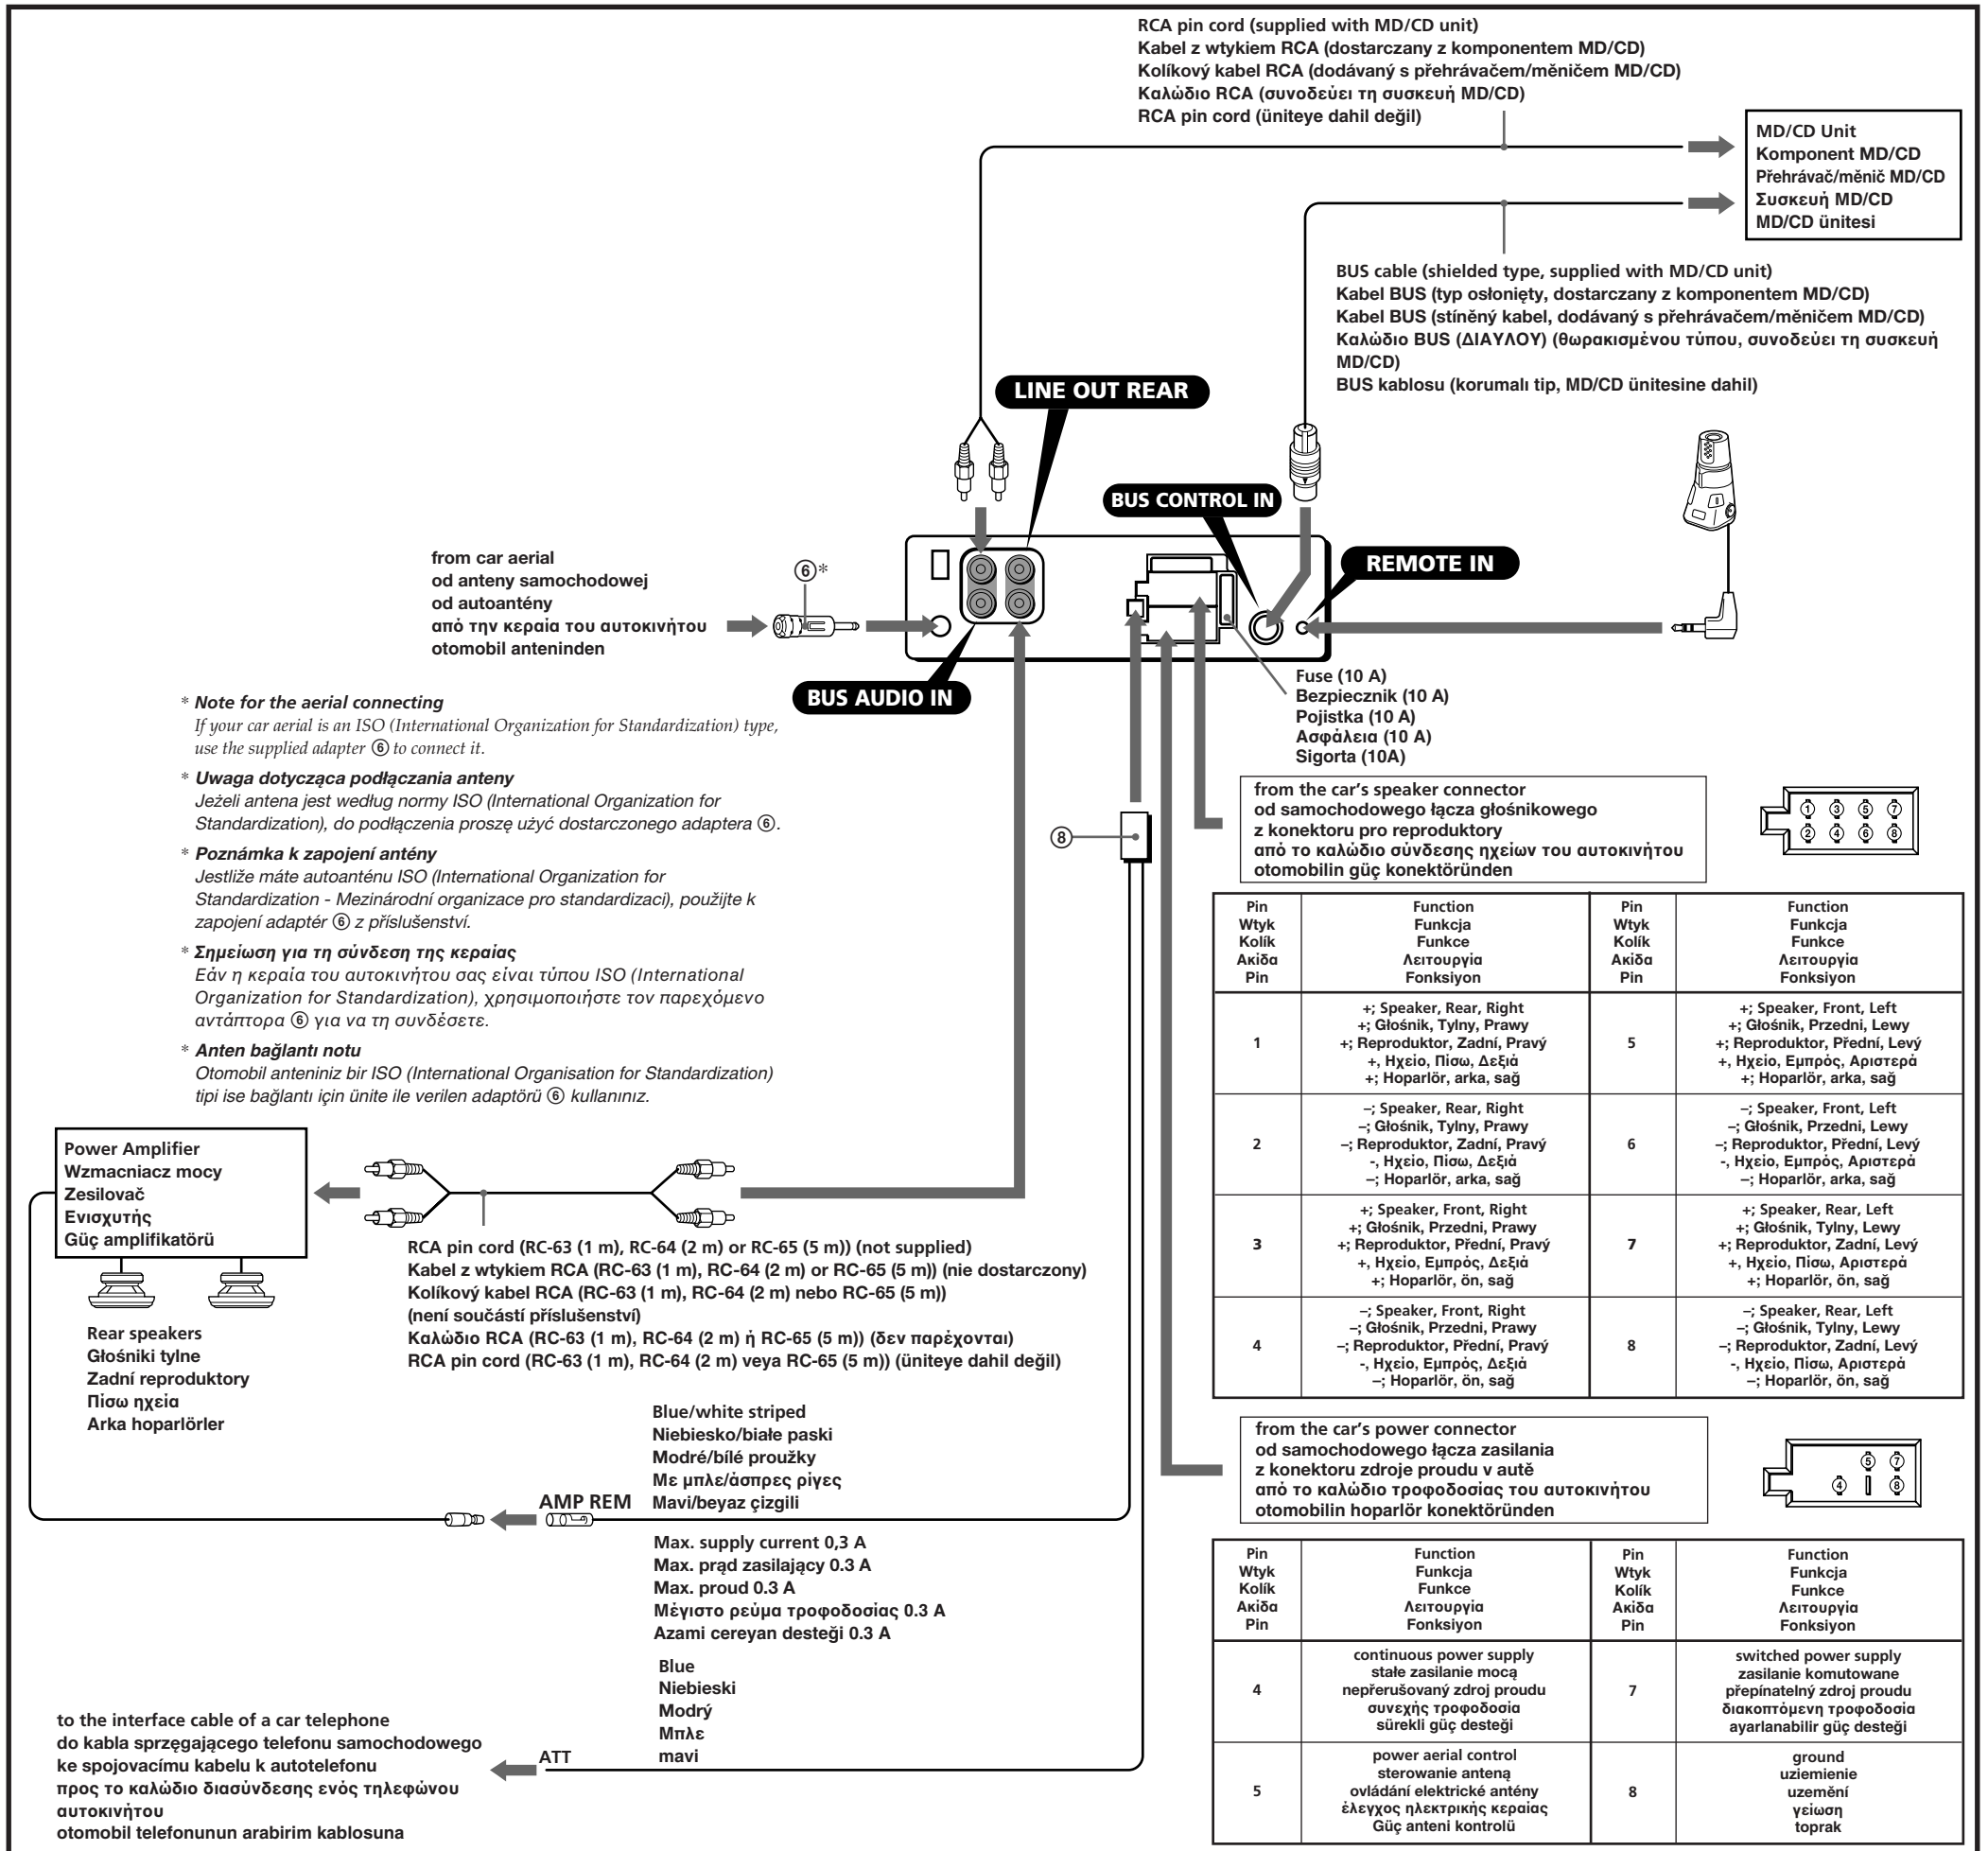 RCA pin cord (supplied with MD/CD unit)
Kabel z wtykiem RCA (dostarczany z komponentem MD/CD)
Kolíkový kabel RCA (dodávaný s přehrávačem/měničem MD/CD)
Καλώδιο RCA (συνοδεύει τη συσκευή MD/CD)
RCA pin cord (üniteye dahil değil)
MD/CD Unit
Komponent MD/CD
Přehrávač/měnič MD/CD
Συσκευή MD/CD
MD/CD ünitesi
BUS cable (shielded type, supplied with MD/CD unit)
Kabel BUS (typ osłonięty, dostarczany z komponentem MD/CD)
Kabel BUS (stíněný kabel, dodávaný s přehrávačem/měničem MD/CD)
Καλώδιο BUS (ΔΙΑΥΛΟΥ) (θωρακισμένου τύπου, συνοδεύει τη συσκευή
MD/CD)
BUS kablosu (korumalı tip, MD/CD ünitesine dahil)
LINE OUT REAR
BUS CONTROL IN
REMOTE IN
from car aerial
od anteny samochodowej
od autoantény
από την κεραία του αυτοκινήτου
otomobil anteninden
⑥*
BUS AUDIO IN
Fuse (10 A)
Bezpiecznik (10 A)
Pojistka (10 A)
Ασφάλεια (10 A)
Sigorta (10A)
* Note for the aerial connecting
If your car aerial is an ISO (International Organization for Standardization) type,
use the supplied adapter ⑥ to connect it.
* Uwaga dotycząca podłączania anteny
Jeżeli antena jest według normy ISO (International Organization for
Standardization), do podłączenia proszę użyć dostarczonego adaptera ⑥.
* Poznámka k zapojení antény
Jestliže máte autoanténu ISO (International Organization for
Standardization - Mezinárodní organizace pro standardizaci), použijte k
zapojení adaptér ⑥ z příslušenství.
* Σημείωση για τη σύνδεση της κεραίας
Εάν η κεραία του αυτοκινήτου σας είναι τύπου ISO (International
Organization for Standardization), χρησιμοποιήστε τον παρεχόμενο
αντάπτορα ⑥ για να τη συνδέσετε.
* Anten bağlantı notu
Otomobil anteniniz bir ISO (International Organisation for Standardization)
tipi ise bağlantı için ünite ile verilen adaptörü ⑥ kullanınız.
⑧
from the car's speaker connector
od samochodowego łącza głośnikowego
z konektoru pro reproduktory
από το καλώδιο σύνδεσης ηχείων του αυτοκινήτου
otomobilin güç konektöründen
① ③ ⑤ ⑦
② ④ ⑥ ⑧
Pin Function Pin Function
Wtyk Funkcja Wtyk Funkcja
Kolík Funkce Kolík Funkce
Ακίδα Λειτουργία Ακίδα Λειτουργία
Pin Fonksiyon Pin Fonksiyon
+; Speaker, Rear, Right +; Speaker, Front, Left
+; Głośnik, Tylny, Prawy +; Głośnik, Przedni, Lewy
1 +; Reproduktor, Zadní, Pravý 5 +; Reproduktor, Přední, Levý
+, Ηχείο, Πίσω, Δεξιά +, Ηχείο, Εμπρός, Αριστερά
+; Hoparlör, arka, sağ +; Hoparlör, arka, sağ
–; Speaker, Rear, Right –; Speaker, Front, Left
–; Głośnik, Tylny, Prawy –; Głośnik, Przedni, Lewy
2 –; Reproduktor, Zadní, Pravý 6 –; Reproduktor, Přední, Levý
-, Ηχείο, Πίσω, Δεξιά -, Ηχείο, Εμπρός, Αριστερά
–; Hoparlör, arka, sağ –; Hoparlör, arka, sağ
+; Speaker, Front, Right +; Speaker, Rear, Left
+; Głośnik, Przedni, Prawy +; Głośnik, Tylny, Lewy
3 +; Reproduktor, Přední, Pravý 7 +; Reproduktor, Zadní, Levý
+, Ηχείο, Εμπρός, Δεξιά +, Ηχείο, Πίσω, Αριστερά
+; Hoparlör, ön, sağ +; Hoparlör, ön, sağ
–; Speaker, Front, Right –; Speaker, Rear, Left
–; Głośnik, Przedni, Prawy –; Głośnik, Tylny, Lewy
4 –; Reproduktor, Přední, Pravý 8 –; Reproduktor, Zadní, Levý
-, Ηχείο, Εμπρός, Δεξιά -, Ηχείο, Πίσω, Αριστερά
–; Hoparlör, ön, sağ –; Hoparlör, ön, sağ
Power Amplifier
Wzmacniacz mocy
Zesilovač
Ενισχυτής
Güç amplifikatörü
RCA pin cord (RC-63 (1 m), RC-64 (2 m) or RC-65 (5 m)) (not supplied)
Kabel z wtykiem RCA (RC-63 (1 m), RC-64 (2 m) or RC-65 (5 m)) (nie dostarczony)
Kolíkový kabel RCA (RC-63 (1 m), RC-64 (2 m) nebo RC-65 (5 m))
(není součástí příslušenství)
Καλώδιο RCA (RC-63 (1 m), RC-64 (2 m) ή RC-65 (5 m)) (δεν παρέχονται)
RCA pin cord (RC-63 (1 m), RC-64 (2 m) veya RC-65 (5 m)) (üniteye dahil değil)
Rear speakers
Głośniki tylne
Zadní reproduktory
Πίσω ηχεία
Arka hoparlörler
Blue/white striped
Niebiesko/białe paski
Modré/bílé proužky
Με μπλε/άσπρες ρίγες
Mavi/beyaz çizgili
AMP REM
Max. supply current 0,3 A
Max. prąd zasilający 0.3 A
Max. proud 0.3 A
Μέγιστο ρεύμα τροφοδοσίας 0.3 A
Azami cereyan desteği 0.3 A
from the car's power connector
od samochodowego łącza zasilania
z konektoru zdroje proudu v autě
από το καλώδιο τροφοδοσίας του αυτοκινήτου
otomobilin hoparlör konektöründen
⑤ ⑦
④ ⑧
Pin Function Pin Function
Wtyk Funkcja Wtyk Funkcja
Kolík Funkce Kolík Funkce
Ακίδα Λειτουργία Ακίδα Λειτουργία
Pin Fonksiyon Pin Fonksiyon
continuous power supply switched power supply
stałe zasilanie mocą zasilanie komutowane
4 nepřerušovaný zdroj proudu 7 přepínatelný zdroj proudu
συνεχής τροφοδοσία διακοπτόμενη τροφοδοσία
sürekli güç desteği ayarlanabilir güç desteği
power aerial control ground
sterowanie anteną uziemienie
5 ovládání elektrické antény 8 uzemění
έλεγχος ηλεκτρικής κεραίας γείωση
Güç anteni kontrolü toprak
Blue
Niebieski
Modrý
Μπλε
mavi
ATT
to the interface cable of a car telephone
do kabla sprzęgającego telefonu samochodowego
ke spojovacímu kabelu k autotelefonu
προς το καλώδιο διασύνδεσης ενός τηλεφώνου
αυτοκινήτου
otomobil telefonunun arabirim kablosuna